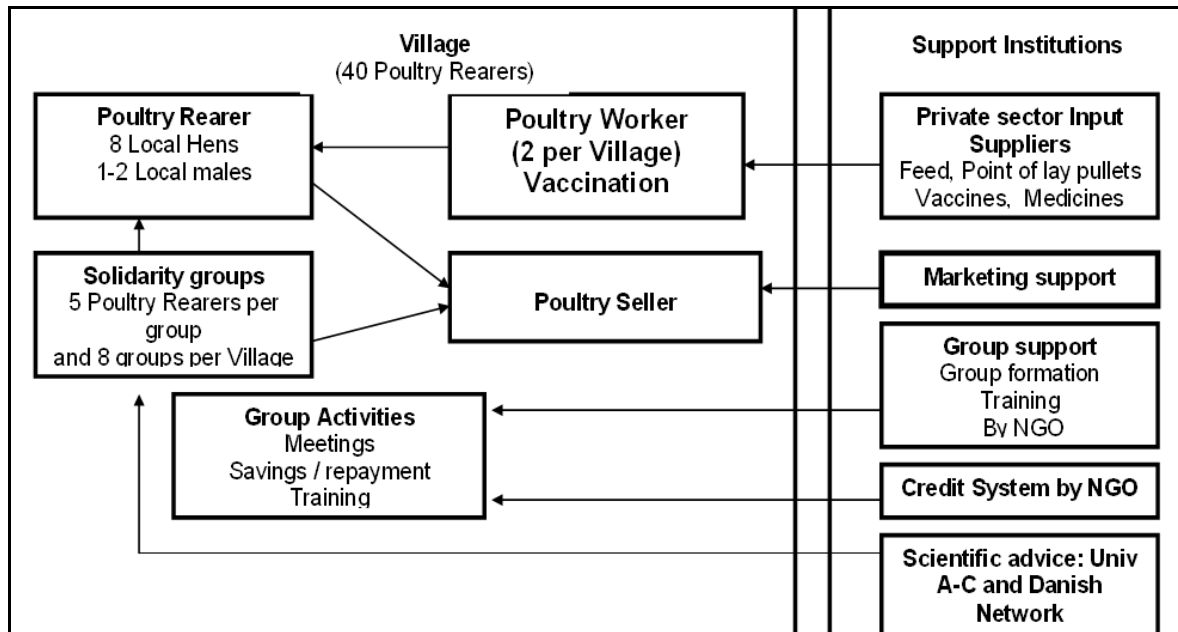 Village
(40 Poultry Rearers)
Poultry Rearer
8 Local Hens
1-2 Local males
Poultry Worker
(2 per Village)
Vaccination
Solidarity groups
5 Poultry Rearers per
group
and 8 groups per Village
Poultry Seller
Group Activities
Meetings
Savings / repayment
Training
Support Institutions
Private sector Input
Suppliers
Feed, Point of lay pullets
Vaccines, Medicines
Marketing support
Group support
Group formation
Training
By NGO
Credit System by NGO
Scientific advice: Univ
A-C and Danish
Network